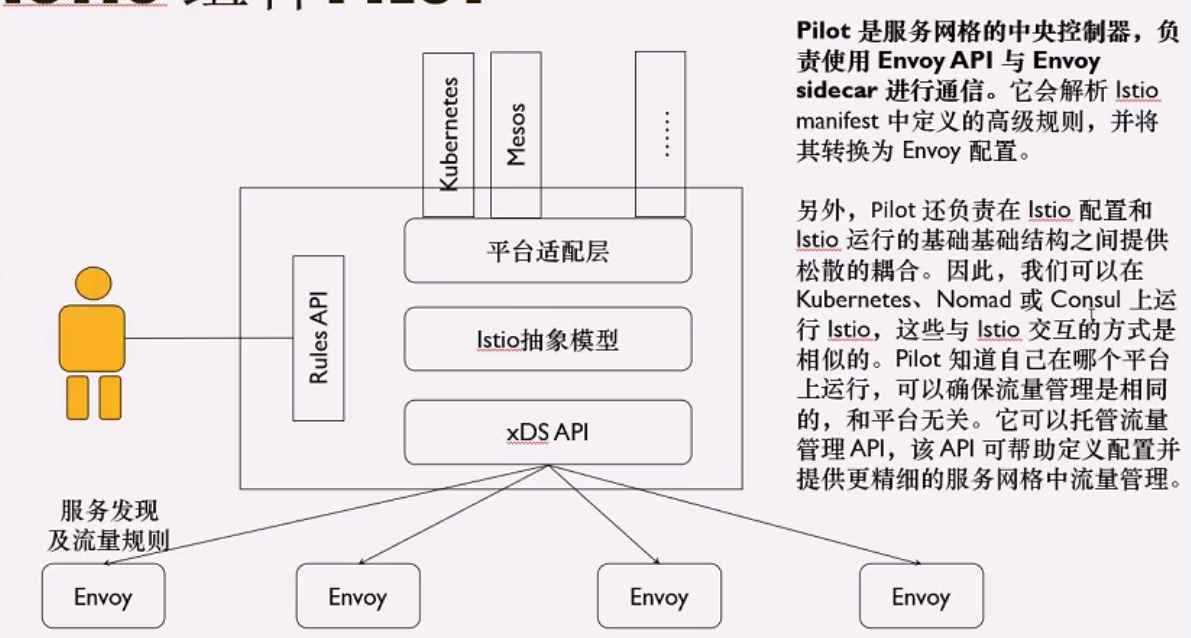 Pilot 是服务网格的中央控制器，负
责使用 Envoy API 与 Envoy
sidecar 进行通信。它会解析 Istio
manifest 中定义的高级规则，并将
其转换为 Envoy 配置。
另外，Pilot 还负责在 Istio 配置和
Istio 运行的基础基础结构之间提供
松散的耦合。因此，我们可以在
Kubernetes、Nomad 或 Consul 上运
行 Istio，这些与 Istio 交互的方式是
相似的。Pilot 知道自己在哪个平台
上运行，可以确保流量管理是相同
的，和平台无关。它可以托管流量
管理 API，该 API 可帮助定义配置并
提供更精细的服务网格中流量管理。
Kubernetes
Mesos
......
平台适配层
Rules API
Istio抽象模型
xDS API
服务发现
及流量规则
Envoy
Envoy
Envoy
Envoy